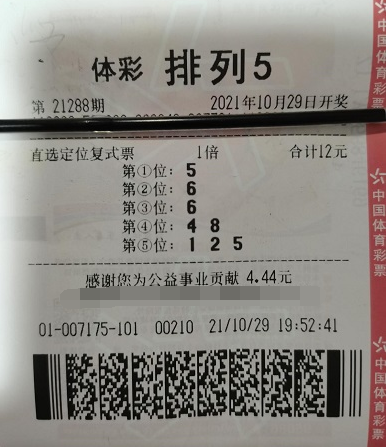 体彩 排列5
第 21288期 2021年10月29日开奖
直选定位复式票 1倍 合计12元
第①位: 5
第②位: 6
第③位: 6
第④位: 4 8
第⑤位: 1 2 5
感谢您为公益事业贡献 4.44元
01-007175-101 00210 21/10/29 19:52:41
中国体育彩票
中国体育彩票
中国体育